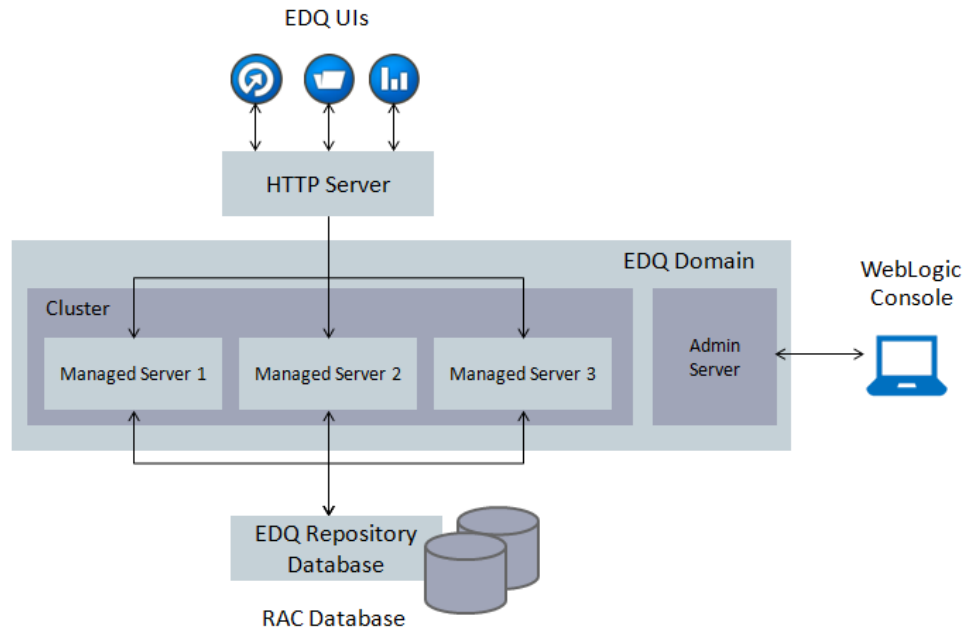 EDQ UIs
HTTP Server
EDQ Domain
WebLogic
Console
Cluster
Admin
Server
Managed Server 1
Managed Server 2
Managed Server 3
EDQ Repository
Database
RAC Database